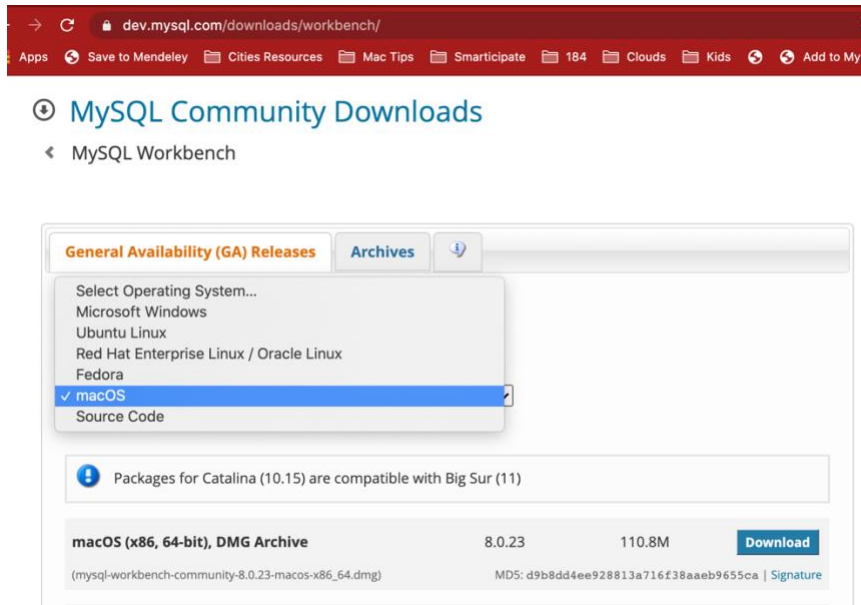 dev.mysql.com/downloads/workbench/
Apps Save to Mendeley Cities Resources Mac Tips Smarticipate 184 Clouds Kids Add to My
MySQL Community Downloads
MySQL Workbench
General Availability (GA) Releases Archives
Select Operating System...
Microsoft Windows
Ubuntu Linux
Red Hat Enterprise Linux / Oracle Linux
Fedora
✓ macOS
Source Code
Packages for Catalina (10.15) are compatible with Big Sur (11)
macOS (x86, 64-bit), DMG Archive 8.0.23 110.8M Download
(mysql-workbench-community-8.0.23-macos-x86_64.dmg) MD5: d9b8dd4ee928813a716f38aaeb9655ca | Signature